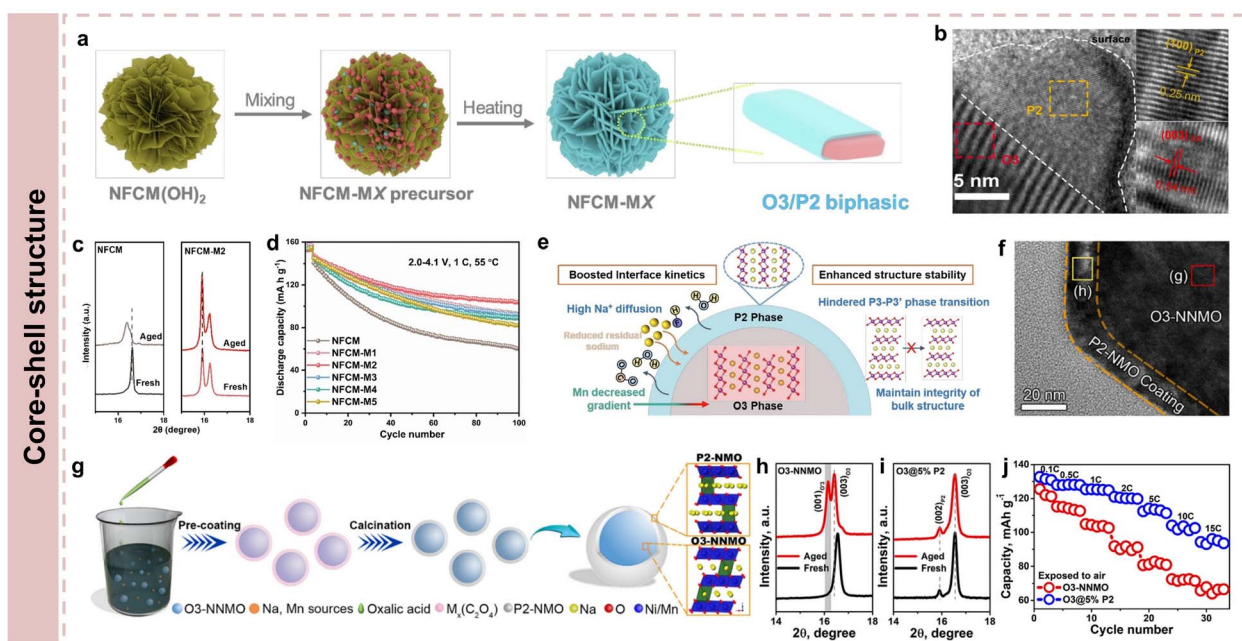 Core-shell structure
a
Mixing
Heating
NFCM(OH)₂
NFCM-MX precursor
NFCM-MX
O3/P2 biphasic
b
surface
P2
O3
5 nm
(100) P2
0.25 nm
c
NFCM
NFCM-M2
Intensity (a.u.)
Aged
Fresh
Aged
Fresh
16 18 16 18
2θ (degree)
d
2.0-4.1 V, 1 C, 55 °C
Discharge capacity (mA h g⁻¹)
160
120
80
40
0
NFCM
NFCM-M1
NFCM-M2
NFCM-M3
NFCM-M4
NFCM-M5
0 20 40 60 80 100
Cycle number
e
Boosted Interface kinetics
Enhanced structure stability
High Na⁺ diffusion
Reduced residual sodium
Mn decreased gradient
P2 Phase
O3 Phase
Hindered P3-P3' phase transition
Maintain integrity of bulk structure
f
(h)
(g)
O3-NNMO
P2-NMO Coating
20 nm
g
Pre-coating
Calcination
P2-NMO
O3-NNMO
O3-NNMO Na, Mn sources Oxalic acid Mₓ(C₂O₄) P2-NMO Na O Ni/Mn
h
O3-NNMO
(001)
(003)O3
Intensity, a.u.
Aged
Fresh
14 15 16 17 18
2θ, degree
i
O3@5% P2
(002)P2
(003)O3
Intensity, a.u.
Aged
Fresh
14 15 16 17 18
2θ, degree
j
Capacity, mAh g⁻¹
140
120
100
80
60
0.1C 0.5C 1C 2C 5C 10C 15C
Exposed to air
O3-NNMO
O3@5% P2
0 10 20 30
Cycle number